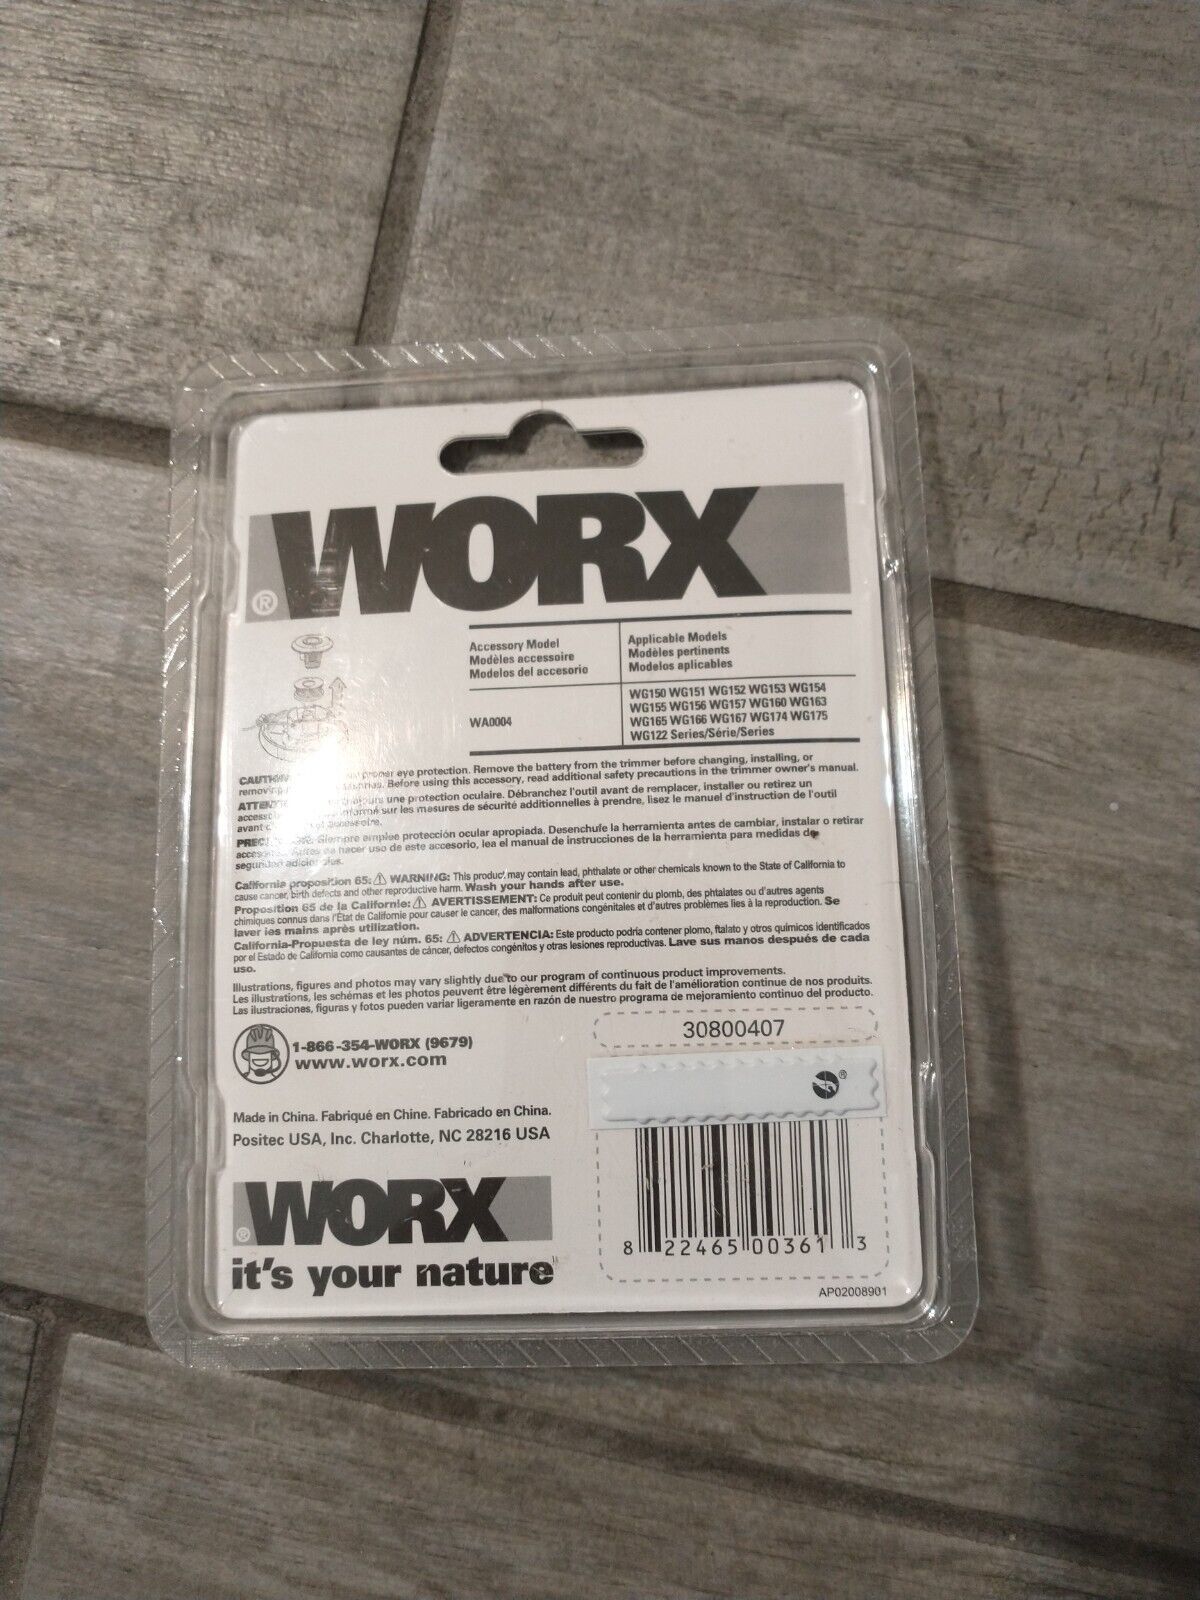 WORX
®
Accessory Model
Modèles accessoire
Modelos del accesorio
Applicable Models
Modèles pertinents
Modelos aplicables
WA0004
WG150 WG151 WG152 WG153 WG154
WG155 WG156 WG157 WG160 WG163
WG165 WG166 WG167 WG174 WG175
WG122 Series/Série/Series
proper eye protection. Remove the battery from the trimmer before changing, installing, or
removing Before using this accessory, read additional safety precautions in the trimmer owner's manual.
une protection oculaire. Débranchez l'outil avant de remplacer, installer ou retirez un
sur les mesures de sécurité additionnelles à prendre, lisez le manuel d'instruction de l'outil
avant
Siempre emplee protección ocular apropiada. Desenchufe la herramienta antes de cambiar, instalar o retirar
de hacer uso de este accesorio, lea el manual de instrucciones de la herramienta para medidas de
seguridad
California proposition 65: ⚠ WARNING: This product may contain lead, phthalate or other chemicals known to the State of California to
cause cancer, birth defects and other reproductive harm. Wash your hands after use.
Proposition 65 de la Californie: ⚠ AVERTISSEMENT: Ce produit peut contenir du plomb, des phtalates ou d'autres agents
chimiques connus dans l'État de Californie pour causer le cancer, des malformations congénitales et d'autres problèmes liés à la reproduction. Se
laver les mains après utilization.
California-Propuesta de ley núm. 65: ⚠ ADVERTENCIA: Este producto podría contener plomo, ftalato y otros químicos identificados
por el Estado de California como causantes de cáncer, defectos congénitos y otras lesiones reproductivas. Lave sus manos después de cada
uso.
Illustrations, figures and photos may vary slightly due to our program of continuous product improvements.
Les illustrations, les schémas et les photos peuvent être légèrement différents du fait de l'amélioration continue de nos produits.
Las ilustraciones, figuras y fotos pueden variar ligeramente en razón de nuestro programa de mejoramiento continuo del producto.
1-866-354-WORX (9679)
www.worx.com
30800407
®
Made in China. Fabriqué en Chine. Fabricado en China.
Positec USA, Inc. Charlotte, NC 28216 USA
® WORX
it's your nature
8 22465 00361 3
AP02008901